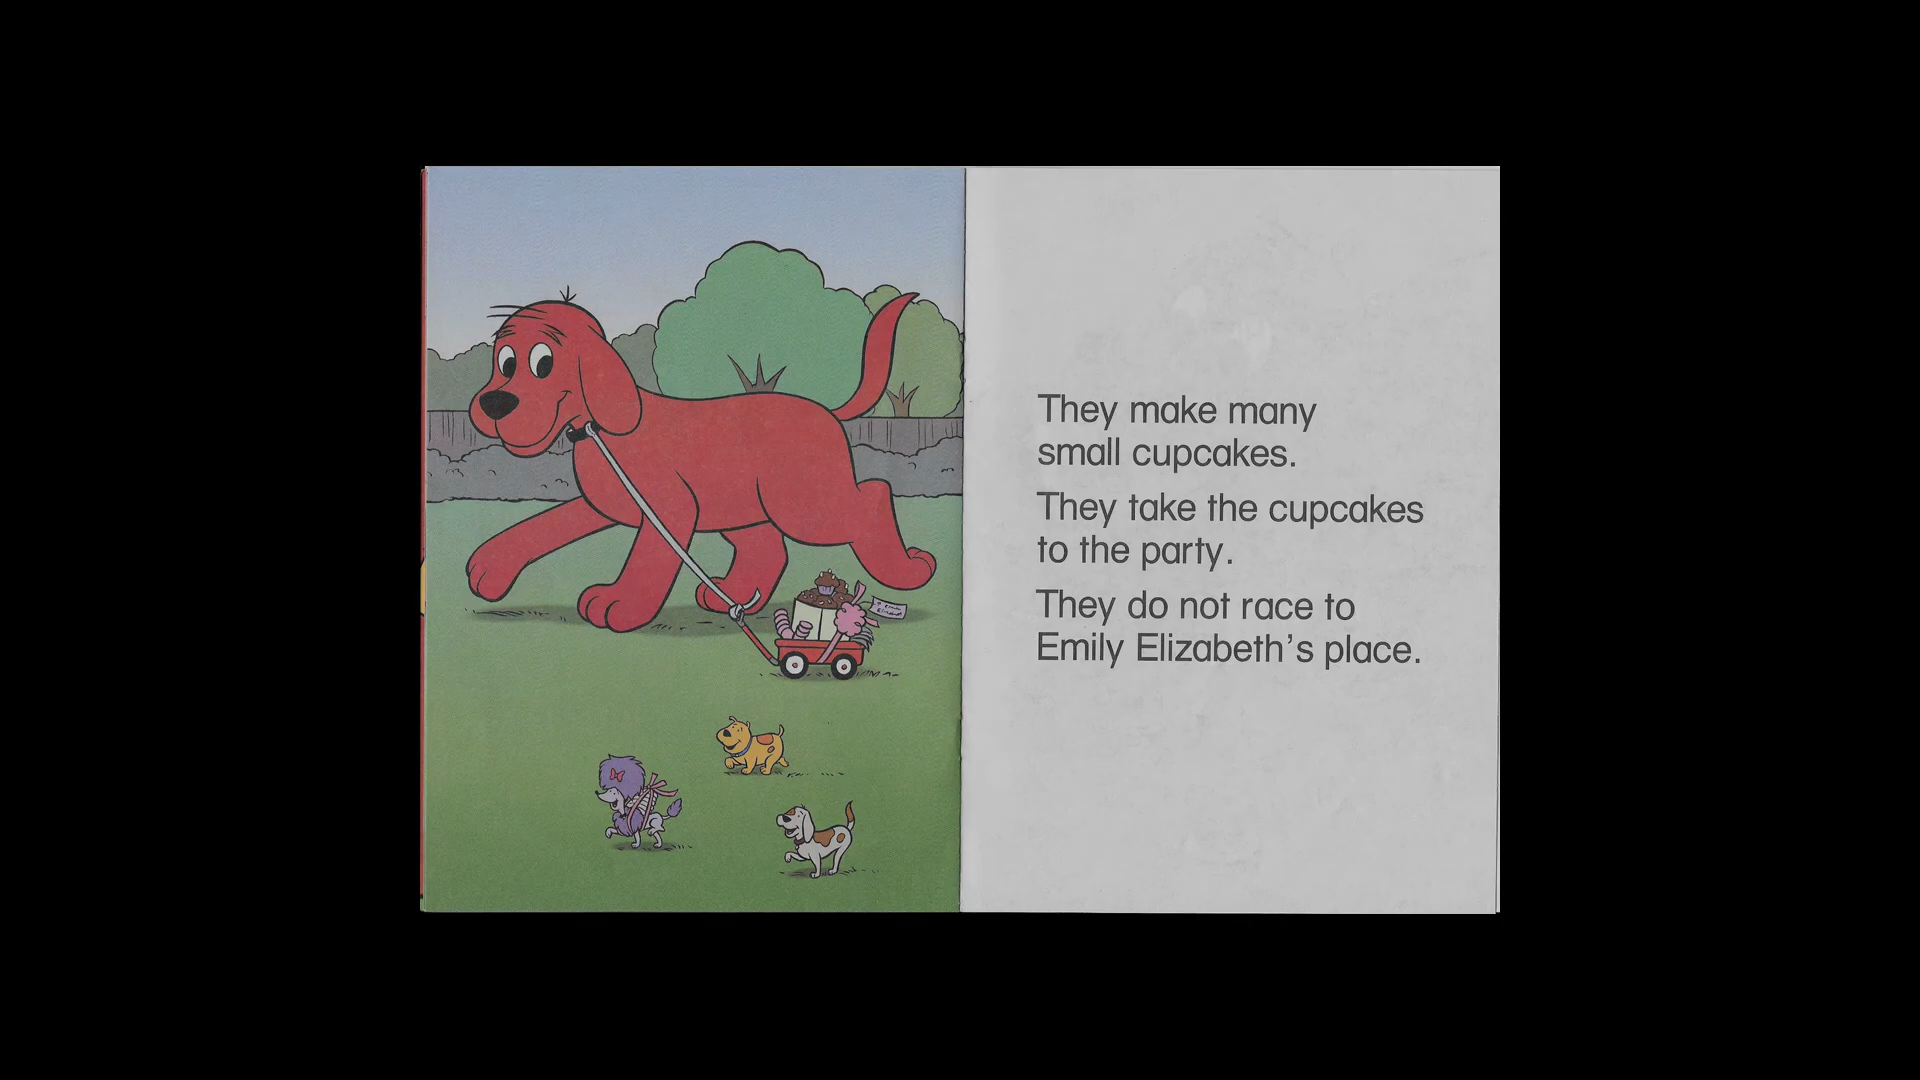 They make many
small cupcakes.
They take the cupcakes
to the party.
They do not race to
Emily Elizabeth's place.